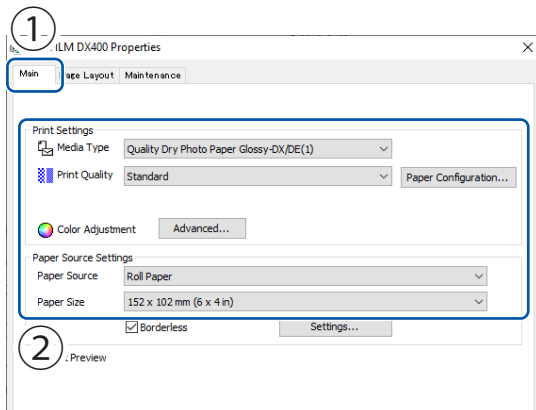 1
ILM DX400 Properties
Main Page Layout Maintenance
Print Settings
Media Type Quality Dry Photo Paper Glossy-DX/DE(1)
Print Quality Standard Paper Configuration...
Color Adjustment Advanced...
Paper Source Settings
Paper Source Roll Paper
Paper Size 152 x 102 mm (6 x 4 in)
Borderless Settings...
2
Preview